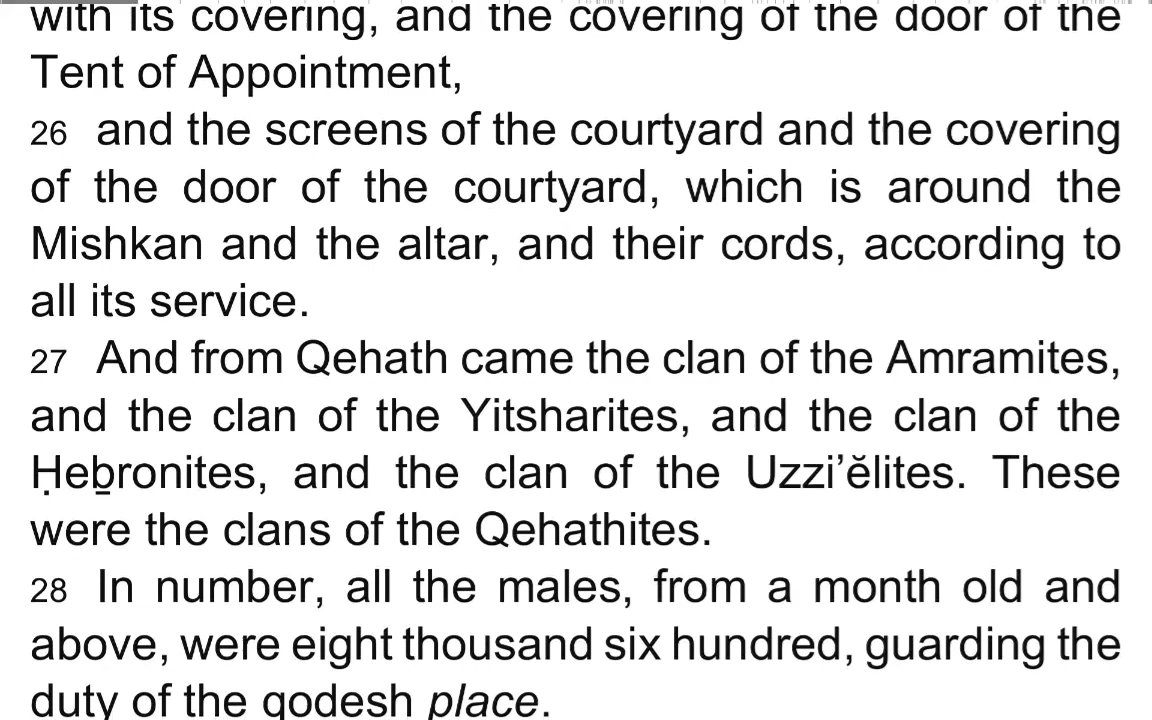 with its covering, and the covering of the door of the
Tent of Appointment,
26 and the screens of the courtyard and the covering
of the door of the courtyard, which is around the
Mishkan and the altar, and their cords, according to
all its service.
27 And from Qehath came the clan of the Amramites,
and the clan of the Yitsharites, and the clan of the
Ḥeḇronites, and the clan of the Uzzi’ĕlites. These
were the clans of the Qehathites.
28 In number, all the males, from a month old and
above, were eight thousand six hundred, guarding the
duty of the qodesh place.